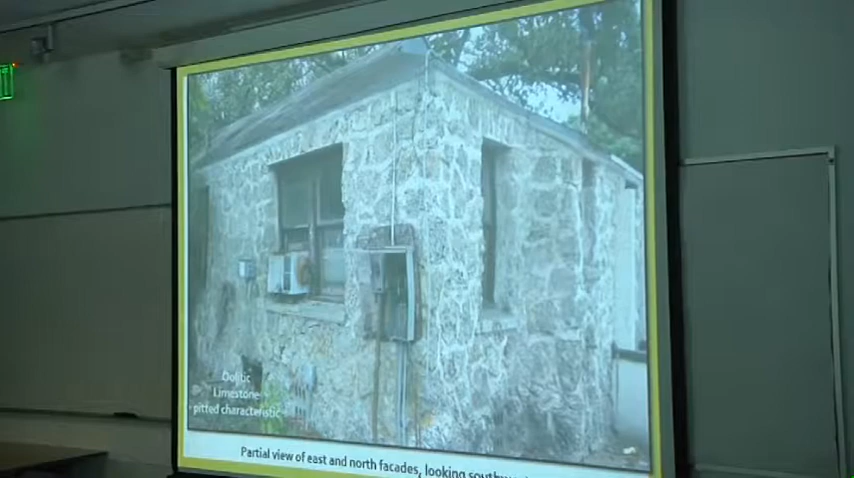 Oolitic
Limestone
pitted characteristic
Partial view of east and north facades, looking